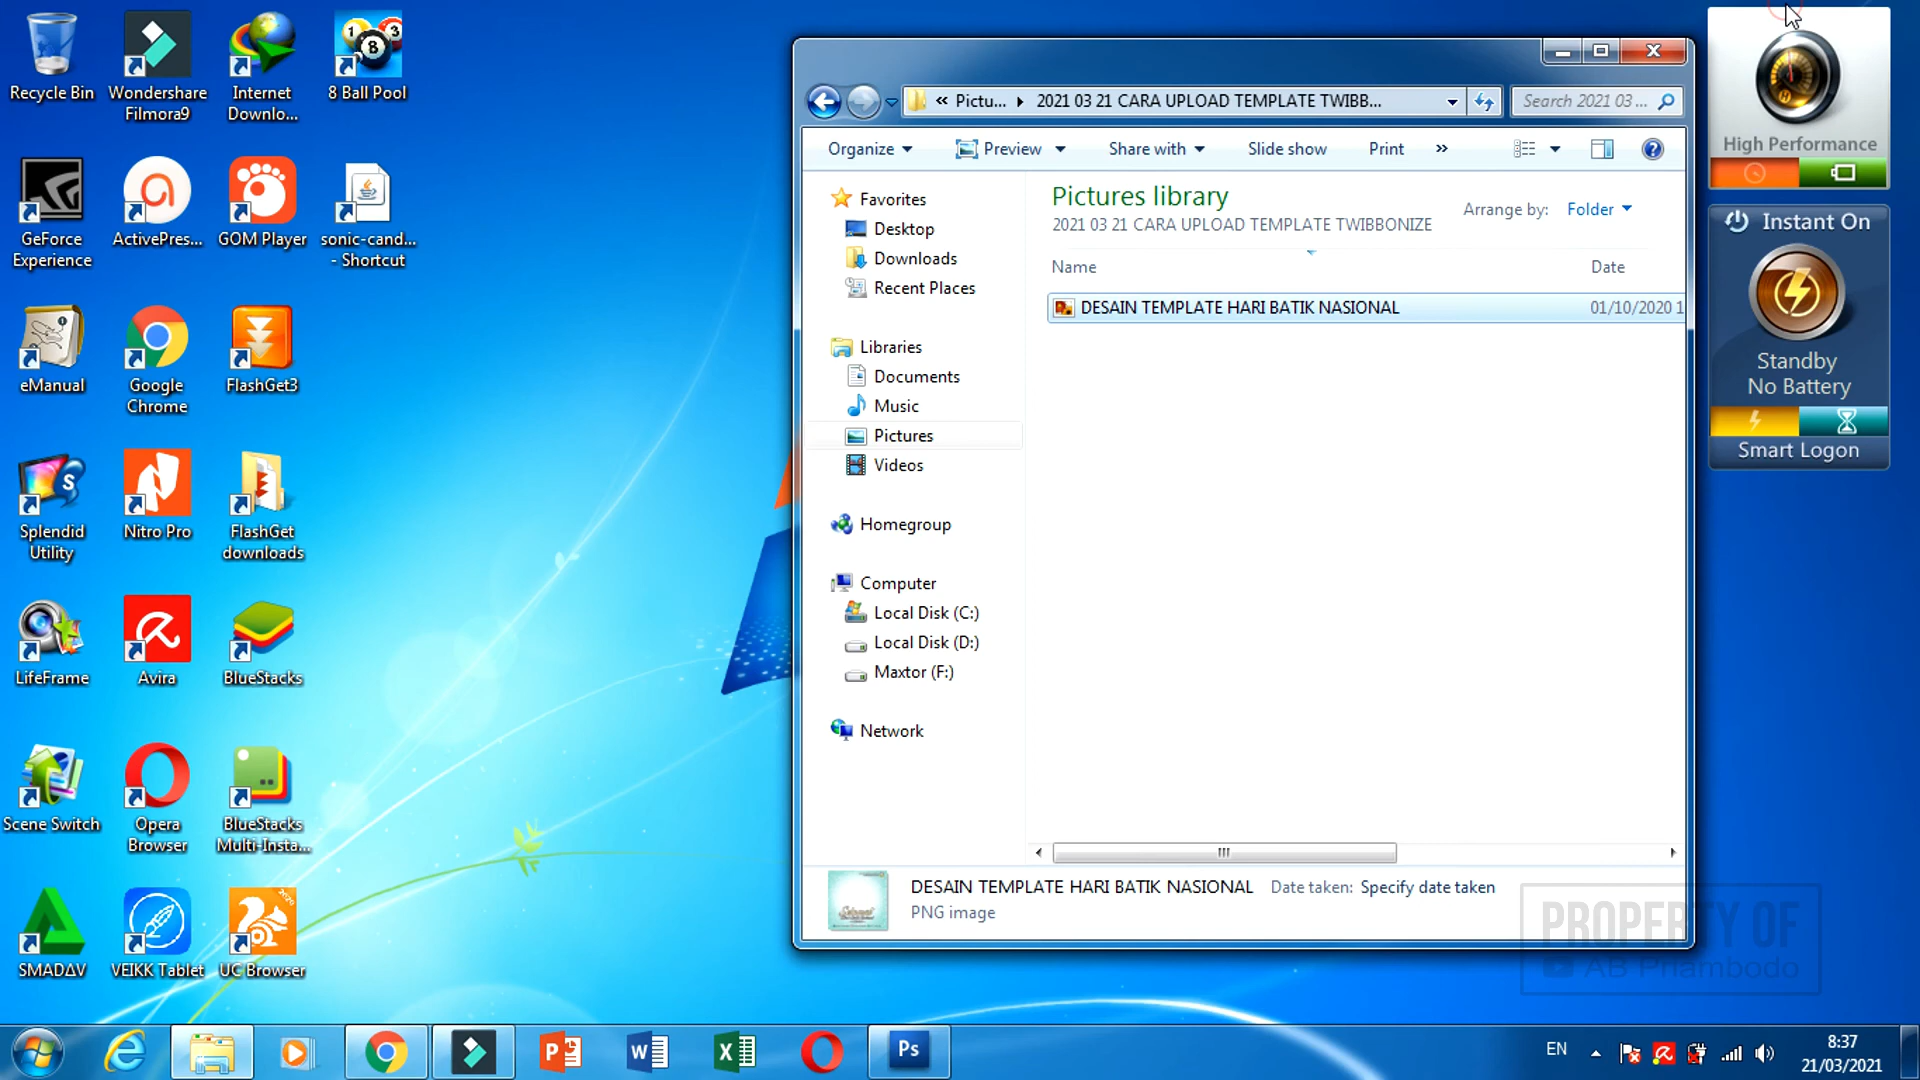 Recycle Bin
Wondershare Filmora9
Internet Downlo...
8 Ball Pool
GeForce Experience
ActivePres...
GOM Player
sonic-cand... - Shortcut
eManual
Google Chrome
FlashGet3
Splendid Utility
Nitro Pro
FlashGet downloads
LifeFrame
Avira
BlueStacks
Scene Switch
Opera Browser
BlueStacks Multi-Insta...
SMADΔV
VEIKK Tablet
UC Browser
« Pictu... ▸ 2021 03 21 CARA UPLOAD TEMPLATE TWIBB...
Search 2021 03 ...
Organize
Preview
Share with
Slide show
Print
»
Favorites
Desktop
Downloads
Recent Places
Libraries
Documents
Music
Pictures
Videos
Homegroup
Computer
Local Disk (C:)
Local Disk (D:)
Maxtor (F:)
Network
Pictures library
2021 03 21 CARA UPLOAD TEMPLATE TWIBBONIZE
Arrange by: Folder
Name
Date
DESAIN TEMPLATE HARI BATIK NASIONAL
01/10/2020 1
DESAIN TEMPLATE HARI BATIK NASIONAL
Date taken: Specify date taken
PNG image
High Performance
Instant On
Standby
No Battery
Smart Logon
PROPERTY OF
AB Priambodo
EN
8:37
21/03/2021